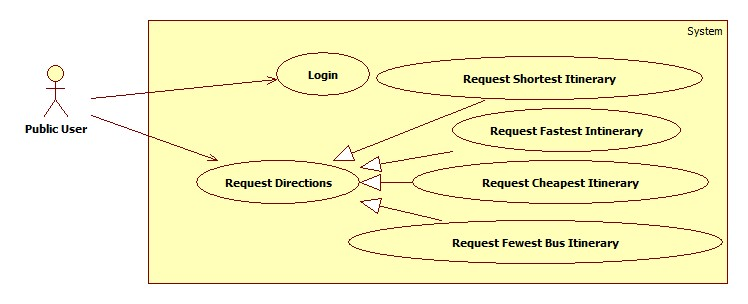 System
Login
Request Shortest Itinerary
Public User
Request Fastest Intinerary
Request Directions
Request Cheapest Itinerary
Request Fewest Bus Itinerary